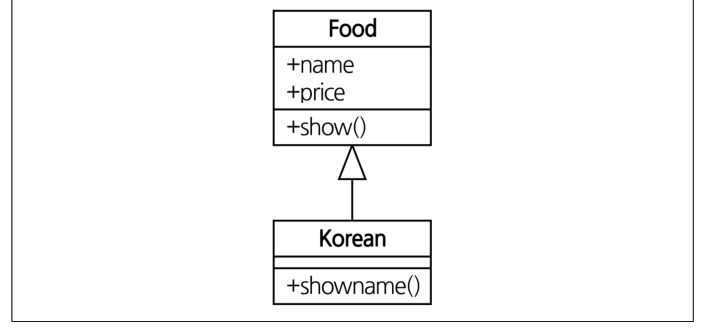 Food
+name
+price
+show()
Korean
+showname()